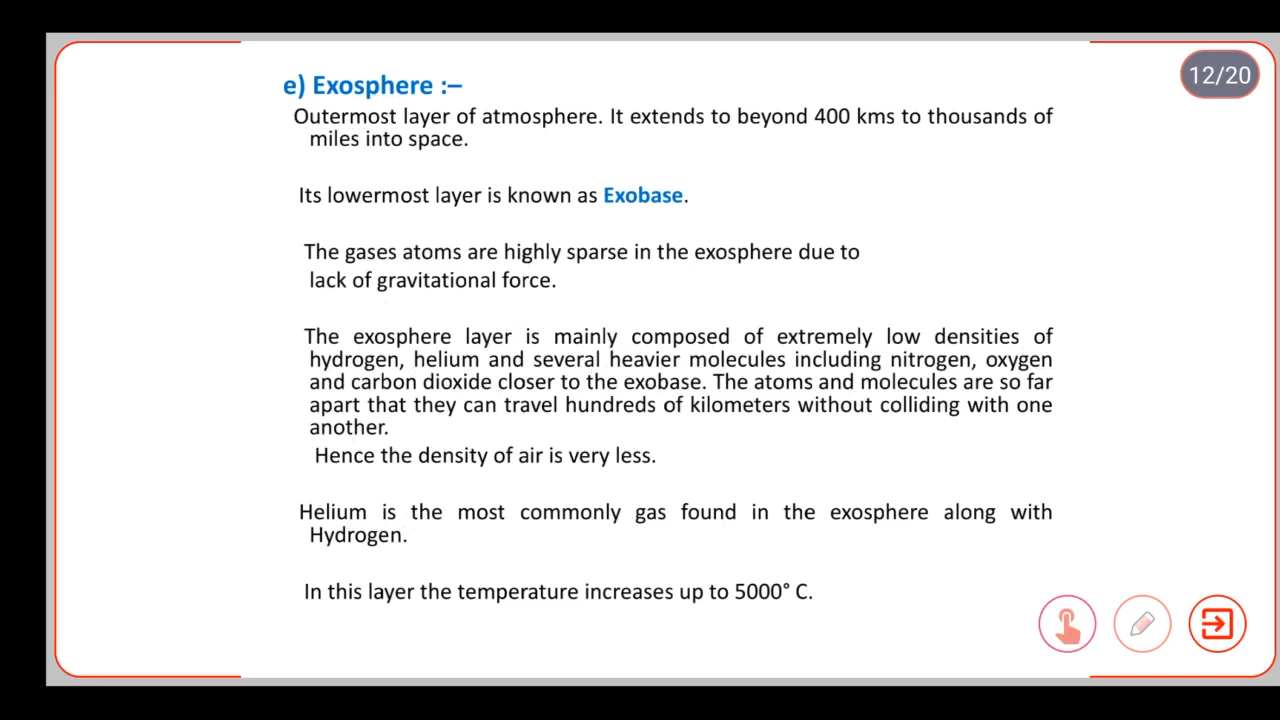 12/20
e) Exosphere :–
Outermost layer of atmosphere. It extends to beyond 400 kms to thousands of
miles into space.
Its lowermost layer is known as Exobase.
The gases atoms are highly sparse in the exosphere due to
lack of gravitational force.
The exosphere layer is mainly composed of extremely low densities of
hydrogen, helium and several heavier molecules including nitrogen, oxygen
and carbon dioxide closer to the exobase. The atoms and molecules are so far
apart that they can travel hundreds of kilometers without colliding with one
another.
Hence the density of air is very less.
Helium is the most commonly gas found in the exosphere along with
Hydrogen.
In this layer the temperature increases up to 5000° C.